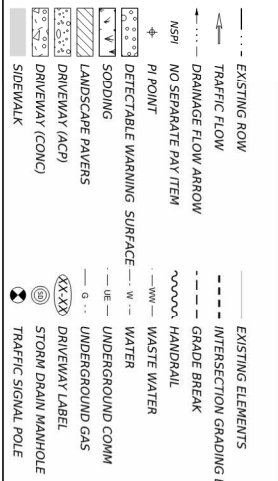 EXISTING ROW
TRAFFIC FLOW
DRAINAGE FLOW ARROW
NSPI NO SEPARATE PAY ITEM
PI POINT
DETECTABLE WARNING SURFACE
SODDING
LANDSCAPE PAVERS
DRIVEWAY (ACP)
DRIVEWAY (CONC)
SIDEWALK
EXISTING ELEMENTS
INTERSECTION GRADING
GRADE BREAK
HANDRAIL
WW WASTE WATER
W WATER
UE UNDERGROUND COMM
G UNDERGROUND GAS
XX-XX DRIVEWAY LABEL
SD STORM DRAIN MANHOLE
TRAFFIC SIGNAL POLE